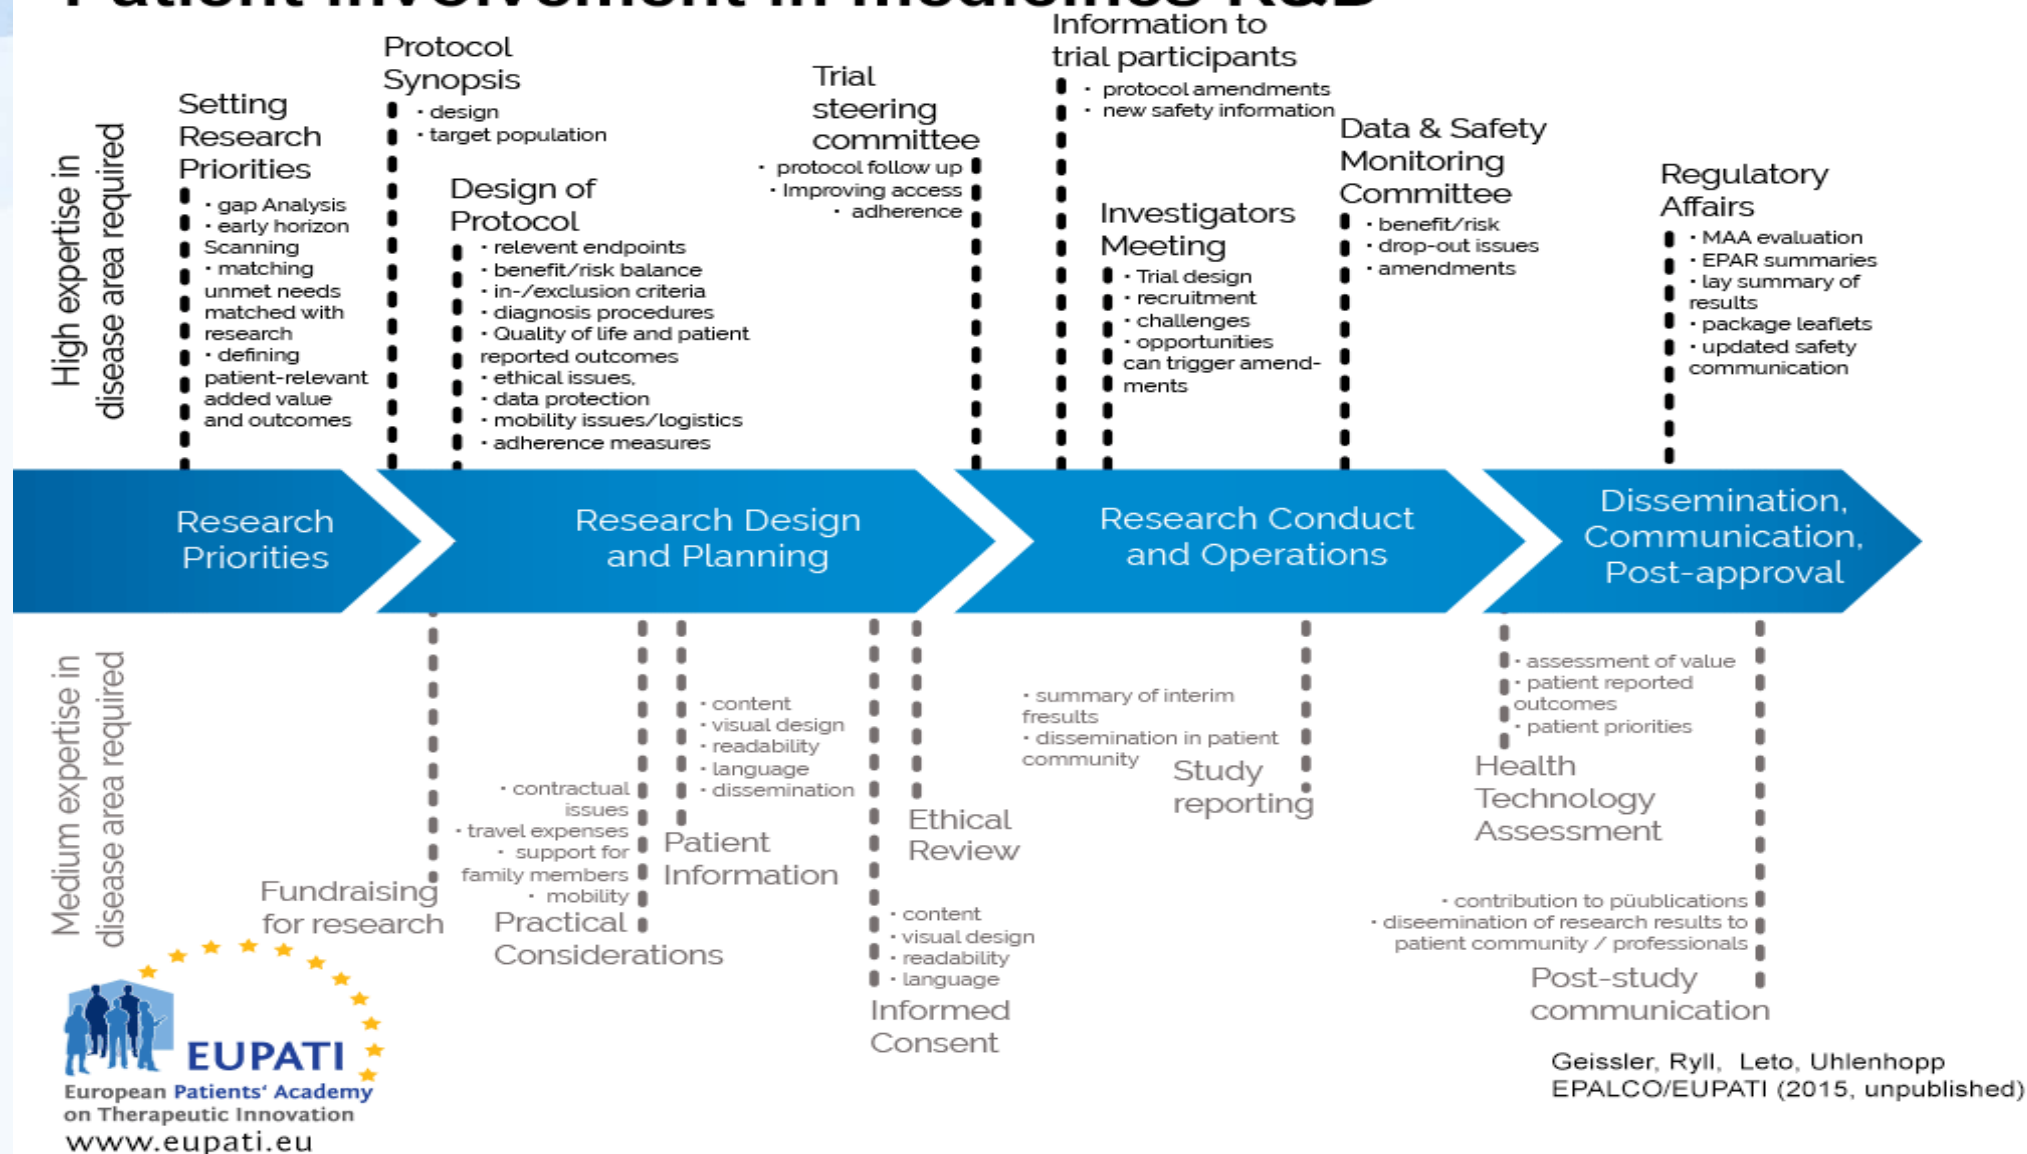 Patient involvement in medicines R&D
High expertise in
disease area required
Setting
Research
Priorities
· gap Analysis
· early horizon
Scanning
· matching
unmet needs
matched with
research
· defining
patient-relevant
added value
and outcomes
Protocol
Synopsis
· design
· target population
Design of
Protocol
· relevent endpoints
· benefit/risk balance
· in-/exclusion criteria
· diagnosis procedures
· Quality of life and patient
reported outcomes
· ethical issues,
· data protection
· mobility issues/logistics
· adherence measures
Trial
steering
committee
· protocol follow up
· Improving access
· adherence
Information to
trial participants
· protocol amendments
· new safety information
Investigators
Meeting
· Trial design
· recruitment
· challenges
· opportunities
can trigger amend-
ments
Data & Safety
Monitoring
Committee
· benefit/risk
· drop-out issues
· amendments
Regulatory
Affairs
· MAA evaluation
· EPAR summaries
· lay summary of
results
· package leaflets
· updated safety
communication
Research
Priorities
Research Design
and Planning
Research Conduct
and Operations
Dissemination,
Communication,
Post-approval
Medium expertise in
disease area required
Fundraising
for research
· contractual
issues
· travel expenses
· support for
family members
· mobility
Practical
Considerations
· content
· visual design
· readability
· language
· dissemination
Patient
Information
Ethical
Review
· content
· visual design
· readability
· language
Informed
Consent
· summary of interim
fresults
· dissemination in patient
community
Study
reporting
· assessment of value
· patient reported
outcomes
· patient priorities
Health
Technology
Assessment
· contribution to püublications
· diseemination of research results to
patient community / professionals
Post-study
communication
EUPATI
European Patients' Academy
on Therapeutic Innovation
www.eupati.eu
Geissler, Ryll, Leto, Uhlenhopp
EPALCO/EUPATI (2015, unpublished)